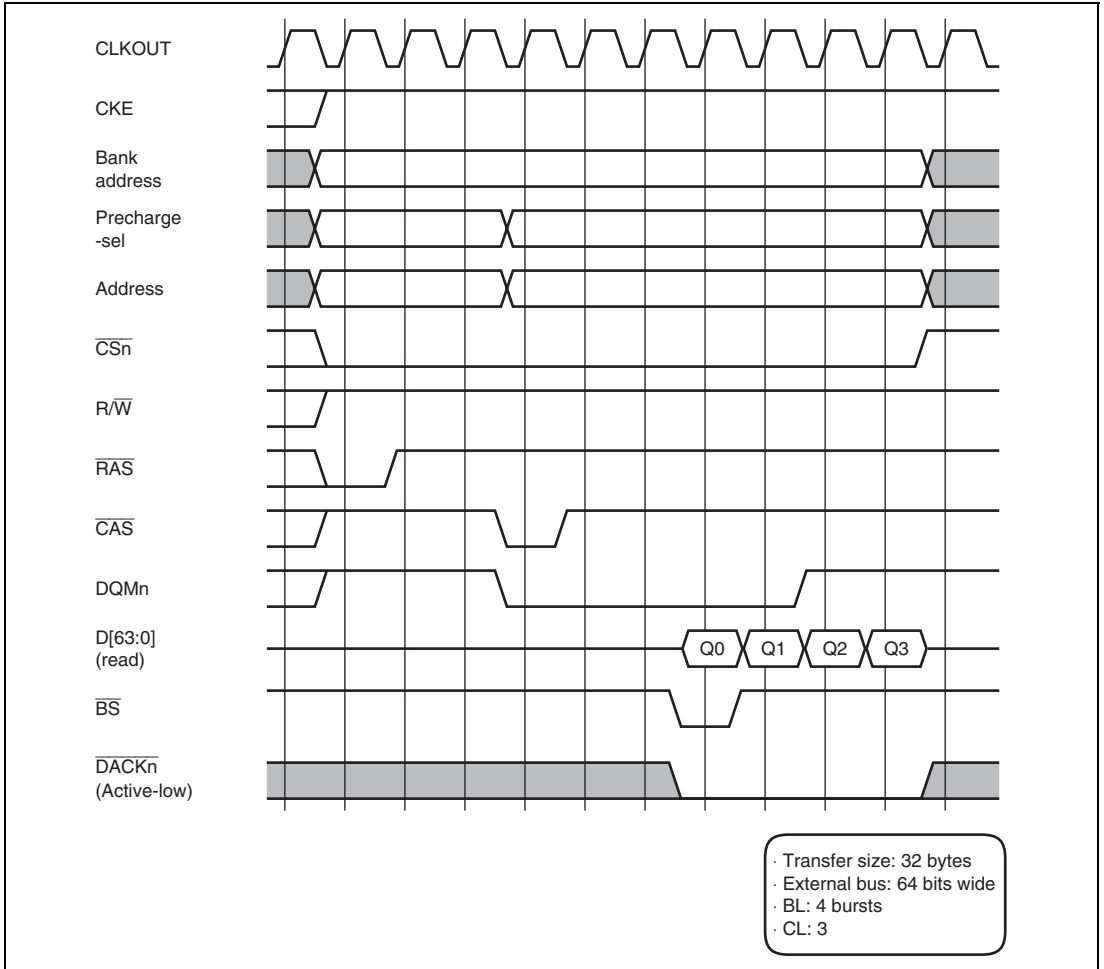 CLKOUT
CKE
Bank
address
Precharge
-sel
Address
CSn
R/W
RAS
CAS
DQMn
D[63:0]
(read)
Q0 Q1 Q2 Q3
BS
DACKn
(Active-low)
· Transfer size: 32 bytes
· External bus: 64 bits wide
· BL: 4 bursts
· CL: 3